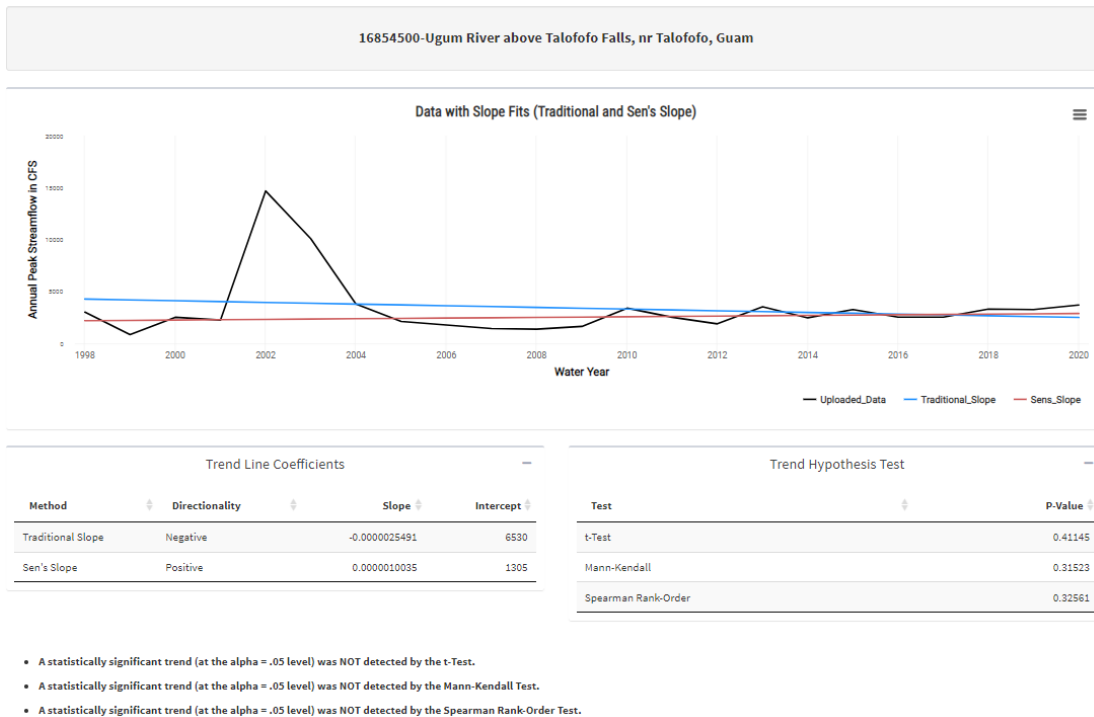 16854500-Ugum River above Talofofo Falls, nr Talofofo, Guam
Data with Slope Fits (Traditional and Sen's Slope)
Annual Peak Streamflow in CFS
20000
15000
10000
5000
0
1998 2000 2002 2004 2006 2008 2010 2012 2014 2016 2018 2020
Water Year
Uploaded_Data Traditional_Slope Sens_Slope
Trend Line Coefficients
Method Directionality Slope Intercept
Traditional Slope Negative -0.0000025491 6530
Sen's Slope Positive 0.0000010035 1305
Trend Hypothesis Test
Test P-Value
t-Test 0.41145
Mann-Kendall 0.31523
Spearman Rank-Order 0.32561
• A statistically significant trend (at the alpha = .05 level) was NOT detected by the t-Test.
• A statistically significant trend (at the alpha = .05 level) was NOT detected by the Mann-Kendall Test.
• A statistically significant trend (at the alpha = .05 level) was NOT detected by the Spearman Rank-Order Test.